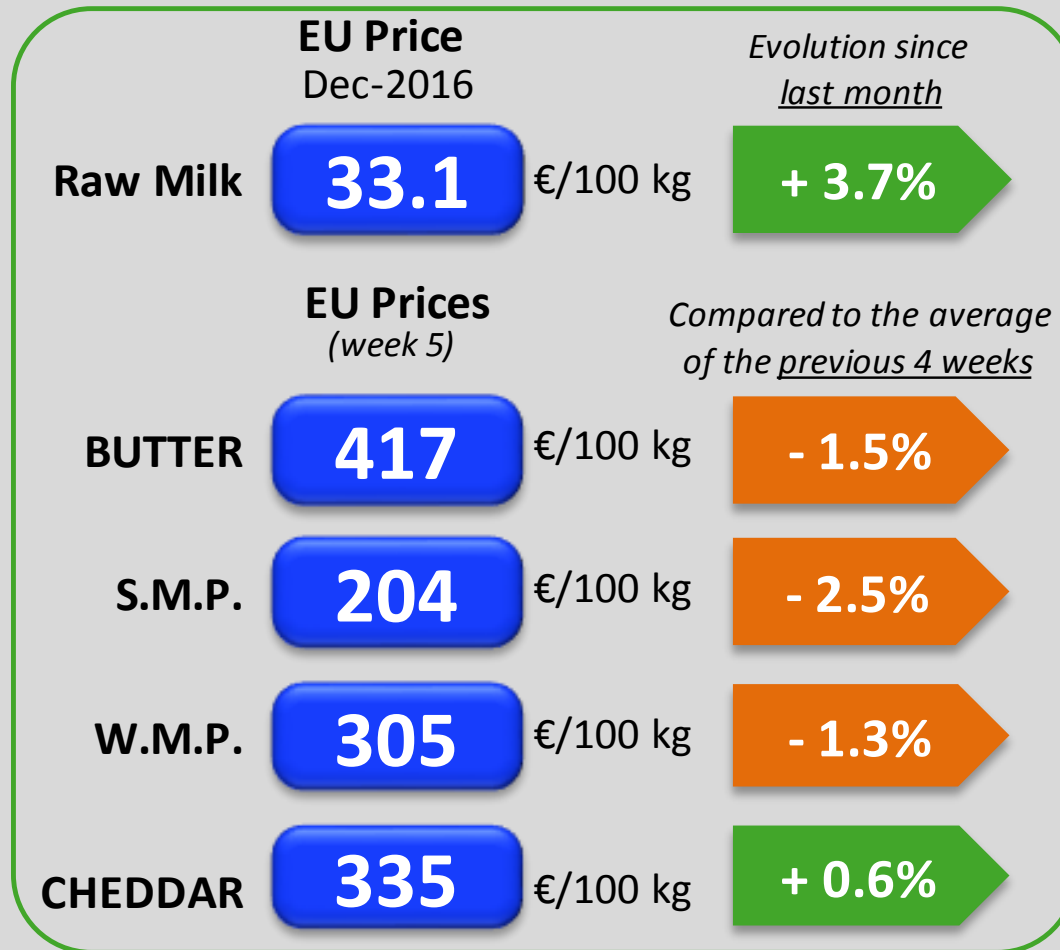 EU Price
Dec-2016
Evolution since
last month
Raw Milk 33.1 €/100 kg + 3.7%
EU Prices
(week 5)
Compared to the average
of the previous 4 weeks
BUTTER 417 €/100 kg - 1.5%
S.M.P. 204 €/100 kg - 2.5%
W.M.P. 305 €/100 kg - 1.3%
CHEDDAR 335 €/100 kg + 0.6%